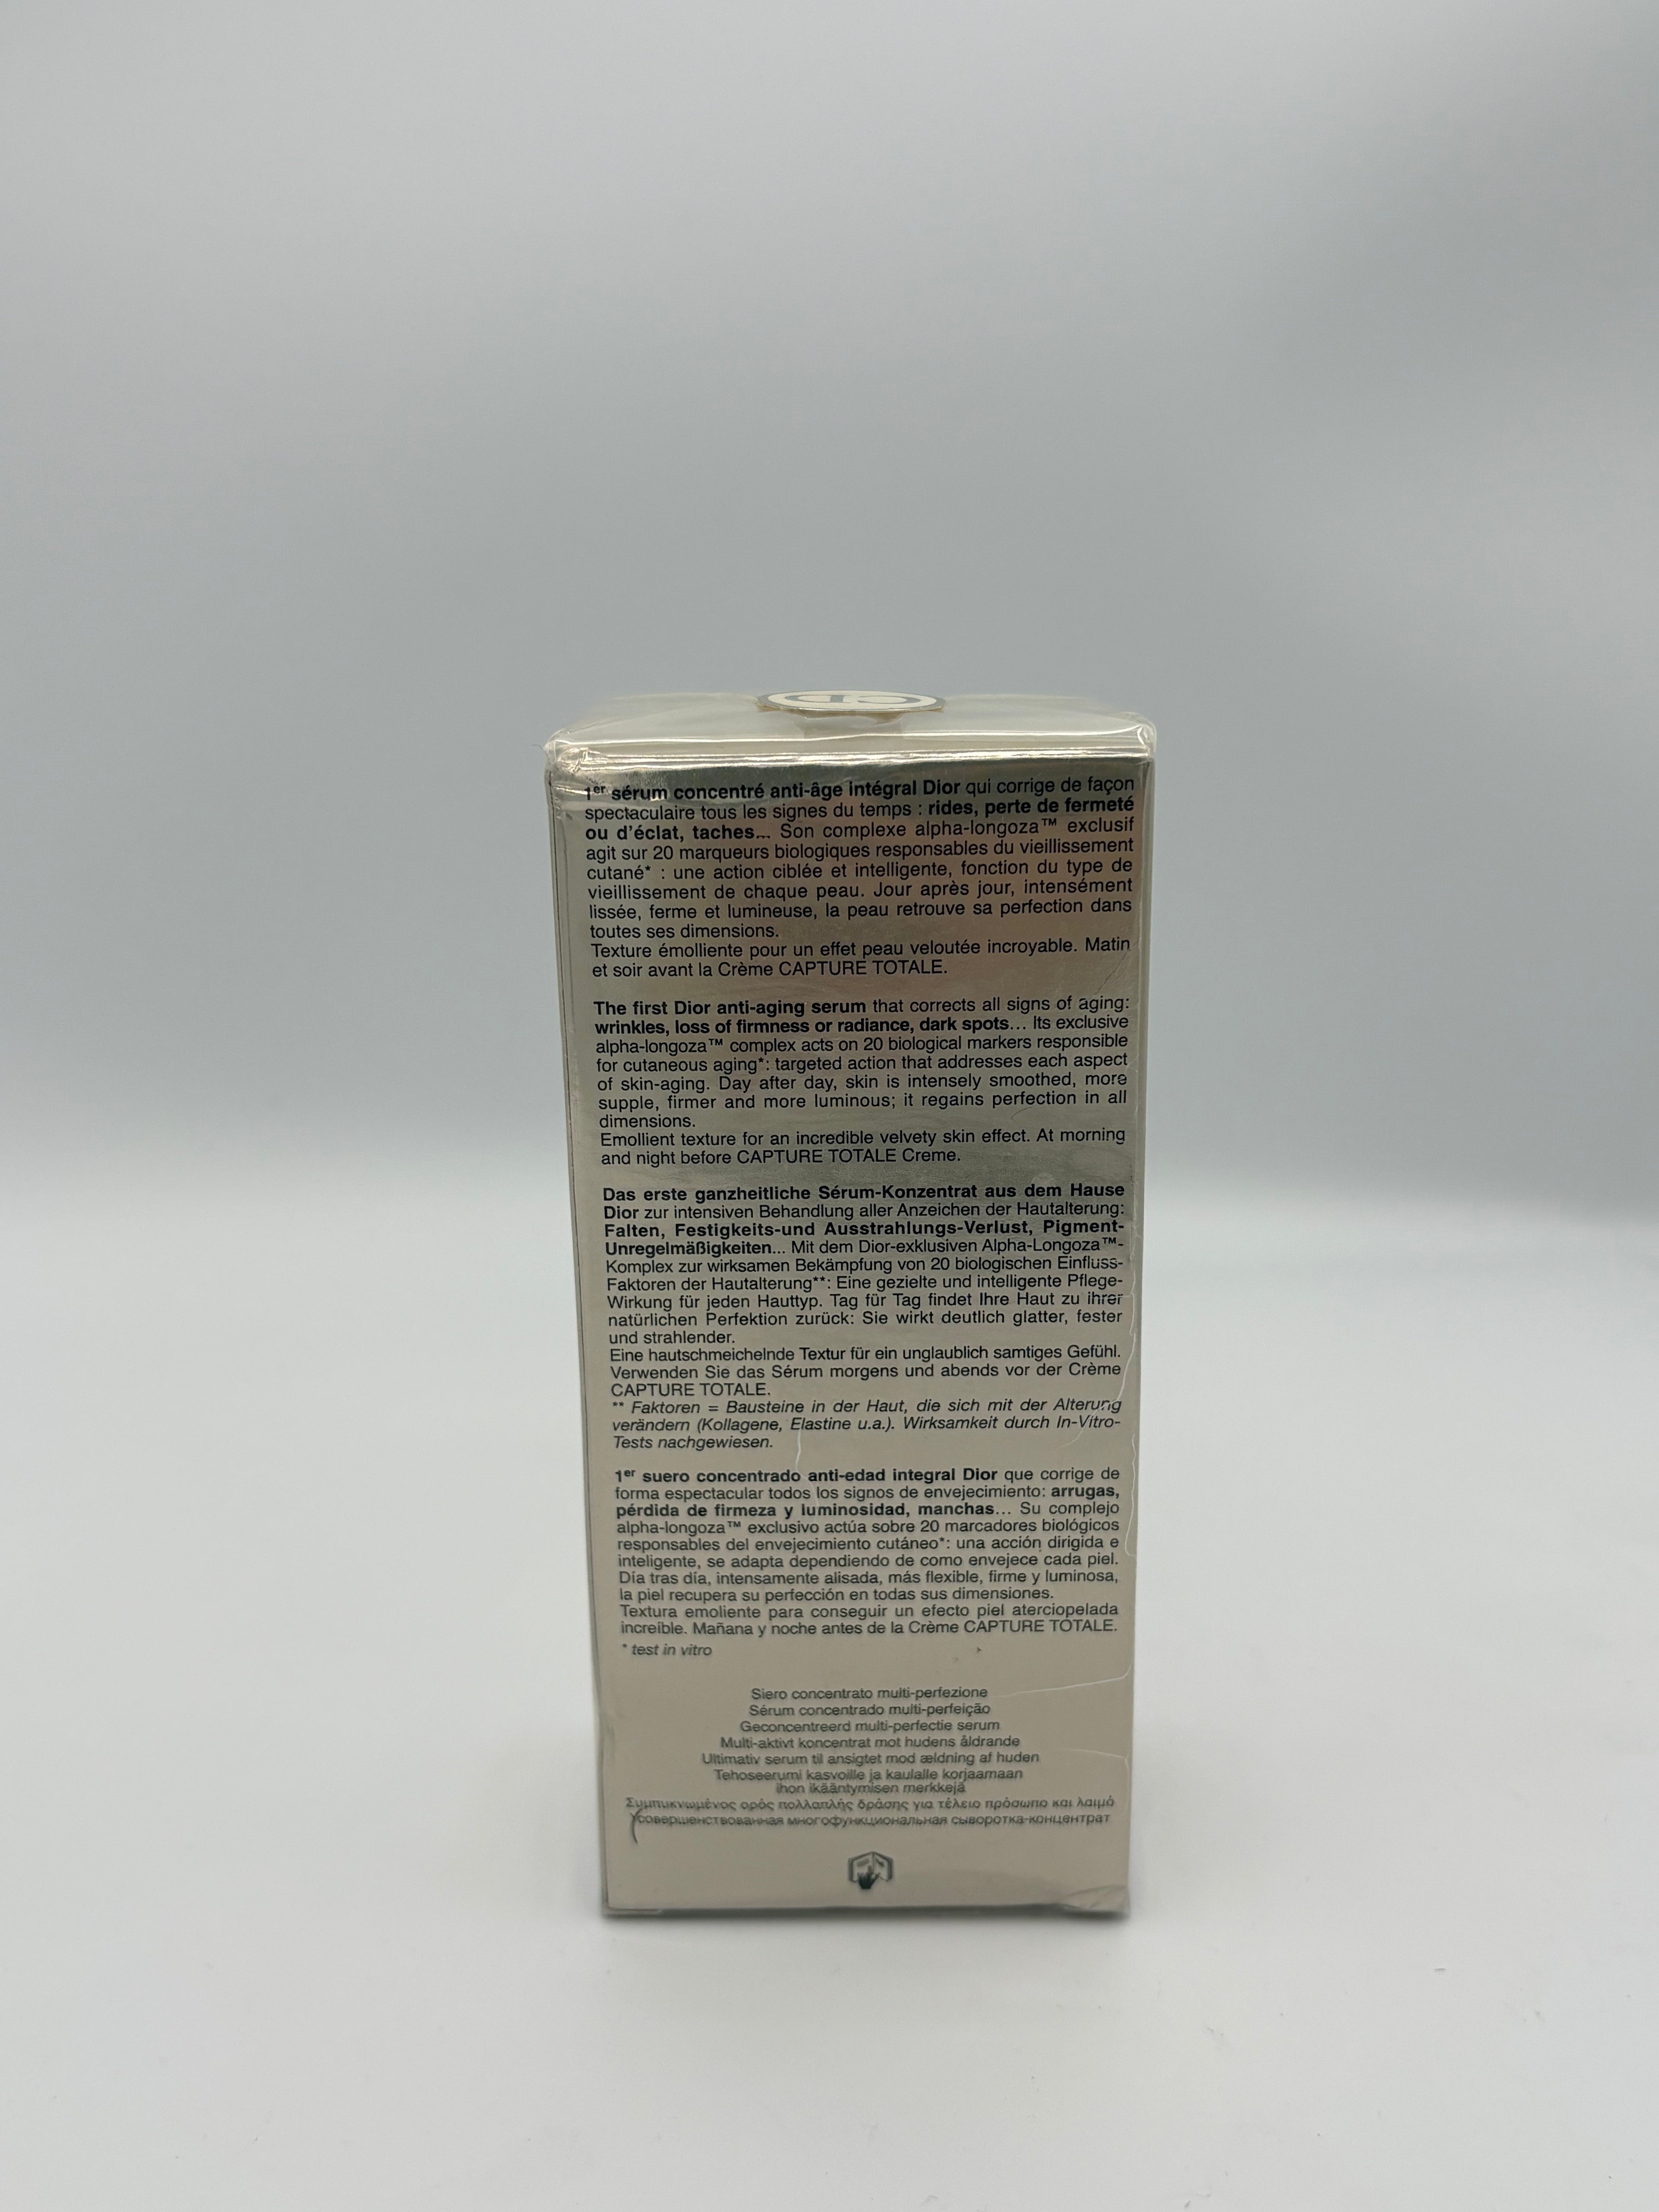 1er sérum concentré anti-âge intégral Dior qui corrige de façon
spectaculaire tous les signes du temps : rides, perte de fermeté
ou d'éclat, taches... Son complexe alpha-longoza™ exclusif
agit sur 20 marqueurs biologiques responsables du vieillissement
cutané* : une action ciblée et intelligente, fonction du type de
vieillissement de chaque peau. Jour après jour, intensément
lissée, ferme et lumineuse, la peau retrouve sa perfection dans
toutes ses dimensions.
Texture émolliente pour un effet peau veloutée incroyable. Matin
et soir avant la Crème CAPTURE TOTALE.
The first Dior anti-aging serum that corrects all signs of aging:
wrinkles, loss of firmness or radiance, dark spots... Its exclusive
alpha-longoza™ complex acts on 20 biological markers responsible
for cutaneous aging*: targeted action that addresses each aspect
of skin-aging. Day after day, skin is intensely smoothed, more
supple, firmer and more luminous; it regains perfection in all
dimensions.
Emollient texture for an incredible velvety skin effect. At morning
and night before CAPTURE TOTALE Creme.
Das erste ganzheitliche Sérum-Konzentrat aus dem Hause
Dior zur intensiven Behandlung aller Anzeichen der Hautalterung:
Falten, Festigkeits-und Ausstrahlungs-Verlust, Pigment-
Unregelmäßigkeiten... Mit dem Dior-exklusiven Alpha-Longoza™-
Komplex zur wirksamen Bekämpfung von 20 biologischen Einfluss-
Faktoren der Hautalterung**: Eine gezielte und intelligente Pflege-
Wirkung für jeden Hauttyp. Tag für Tag findet Ihre Haut zu ihrer
natürlichen Perfektion zurück: Sie wirkt deutlich glatter, fester
und strahlender.
Eine hautschmeichelnde Textur für ein unglaublich samtiges Gefühl.
Verwenden Sie das Sérum morgens und abends vor der Crème
CAPTURE TOTALE.
** Faktoren = Bausteine in der Haut, die sich mit der Alterung
verändern (Kollagene, Elastine u.a.). Wirksamkeit durch In-Vitro-
Tests nachgewiesen.
1er suero concentrado anti-edad integral Dior que corrige de
forma espectacular todos los signos de envejecimiento: arrugas,
pérdida de firmeza y luminosidad, manchas... Su complejo
alpha-longoza™ exclusivo actúa sobre 20 marcadores biológicos
responsables del envejecimiento cutáneo*: una acción dirigida e
inteligente, se adapta dependiendo de como envejece cada piel.
Día tras día, intensamente alisada, más flexible, firme y luminosa,
la piel recupera su perfección en todas sus dimensiones.
Textura emoliente para conseguir un efecto piel aterciopelada
increíble. Mañana y noche antes de la Crème CAPTURE TOTALE.
* test in vitro
Siero concentrato multi-perfezione
Sérum concentrado multi-perfeição
Geconcentreerd multi-perfectie serum
Multi-aktivt koncentrat mot hudens åldrande
Ultimativ serum til ansigtet mod ældning af huden
Tehoseerumi kasvoille ja kaulalle korjaamaan
ihon ikääntymisen merkkejä
Συμπυκνωμένος ορός πολλαπλής δράσης για τέλειο πρόσωπο και λαιμό
Усовершенствованная многофункциональная сыворотка-концентрат